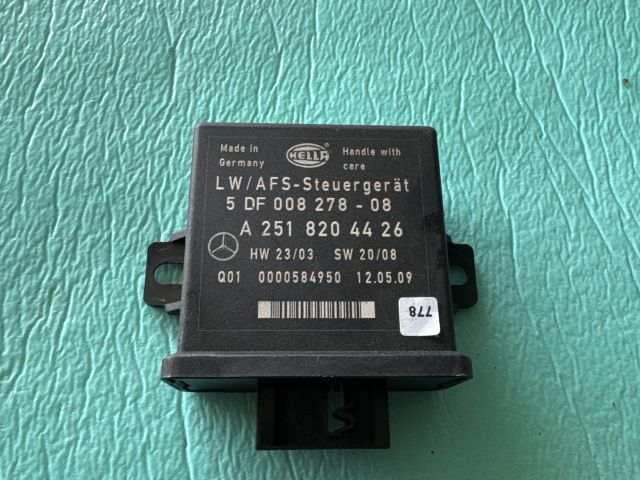 Made in
Germany
HELLA
Handle with
care
LW/AFS-Steuergerät
5 DF 008 278 - 08
A 251 820 44 26
HW 23/03 SW 20/08
Q01 0000584950 12.05.09
778